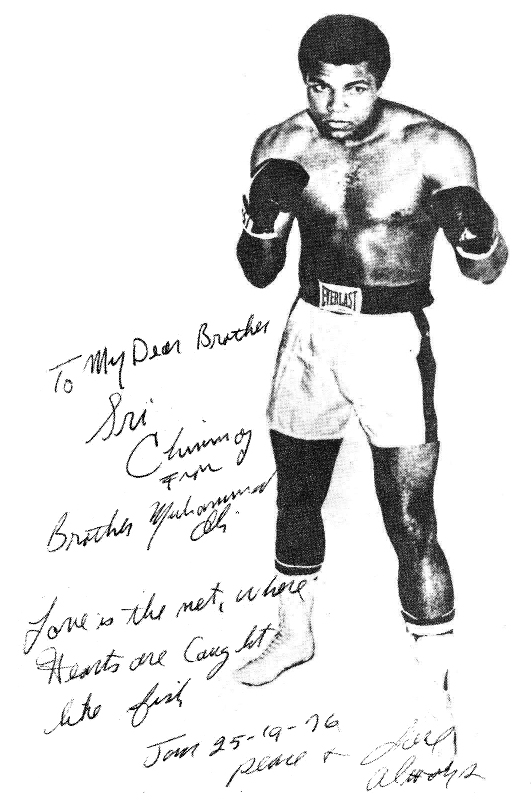 EVERLAST
To My Dear Brother
Sri
Chinmoy
From
Brother Muhammad
Ali
Love is the net, where
Hearts are Caught
like fish
Jan 25-19-76
peace & Love
Always